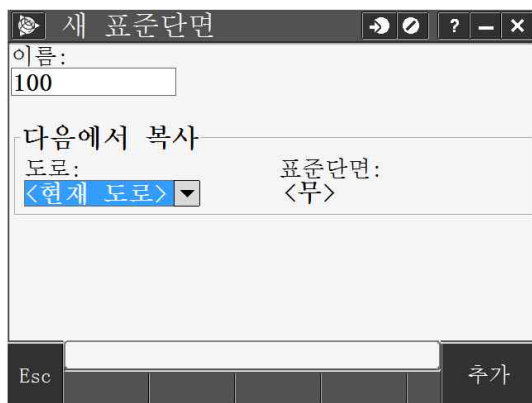 새 표준단면
? – ×
이름:
100
다음에서 복사
도로: 표준단면:
<현재 도로> <무>
Esc 추가